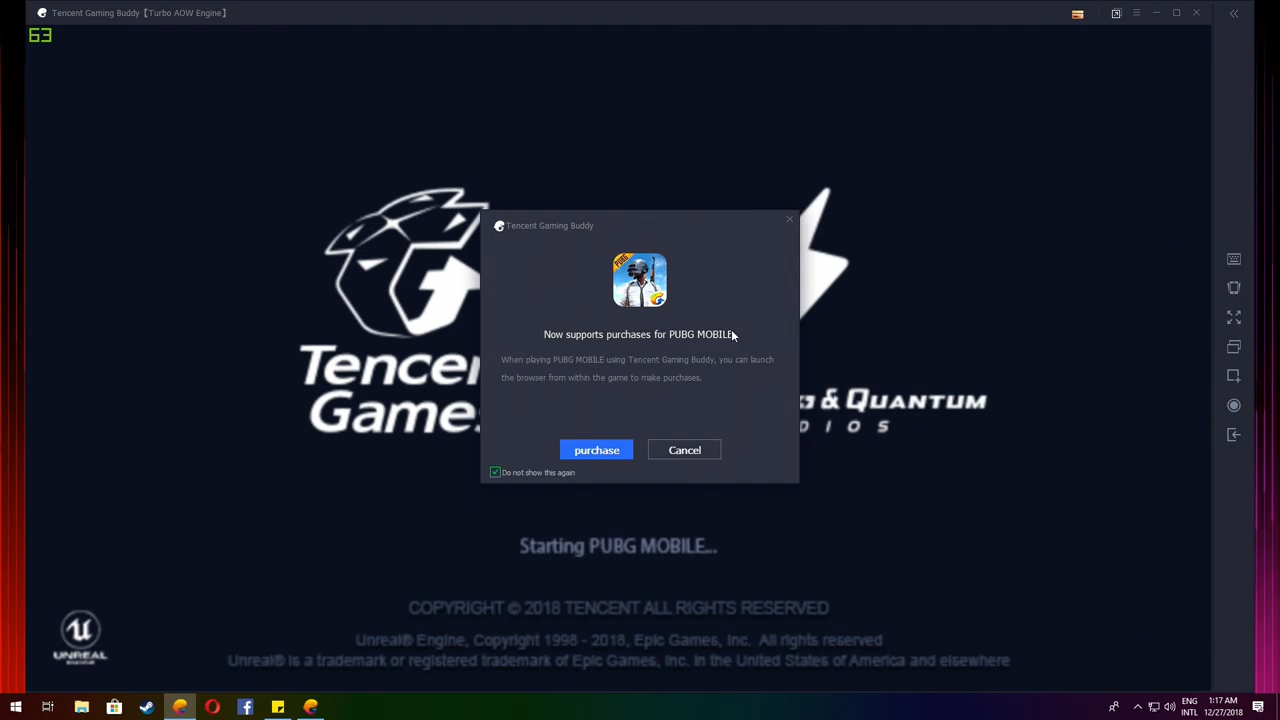 Tencent Gaming Buddy【Turbo AOW Engine】
63
Tencent Gaming Buddy
PUBG
Now supports purchases for PUBG MOBILE
When playing PUBG MOBILE using Tencent Gaming Buddy, you can launch
the browser from within the game to make purchases.
purchase
Cancel
Do not show this again
Tencen
Games
& QUANTUM
Starting PUBG MOBILE...
COPYRIGHT © 2018 TENCENT ALL RIGHTS RESERVED
Unreal® Engine, Copyright 1998 - 2018, Epic Games, Inc. All rights reserved
Unreal® is a trademark or registered trademark of Epic Games, Inc. in the United States of America and elsewhere
UNREAL
ENG
1:17 AM
INTL
12/27/2018